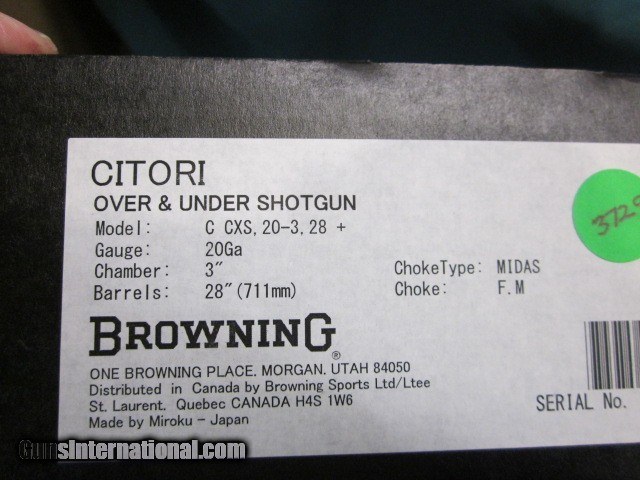 CITORI
OVER & UNDER SHOTGUN
Model: C CXS, 20-3, 28 +
Gauge: 20Ga
Chamber: 3" ChokeType: MIDAS
Barrels: 28"(711mm) Choke: F.M
BROWNING®
ONE BROWNING PLACE. MORGAN. UTAH 84050
Distributed in Canada by Browning Sports Ltd/Ltee
St. Laurent. Quebec CANADA H4S 1W6
Made by Miroku - Japan
SERIAL No.
GunsInternational.com